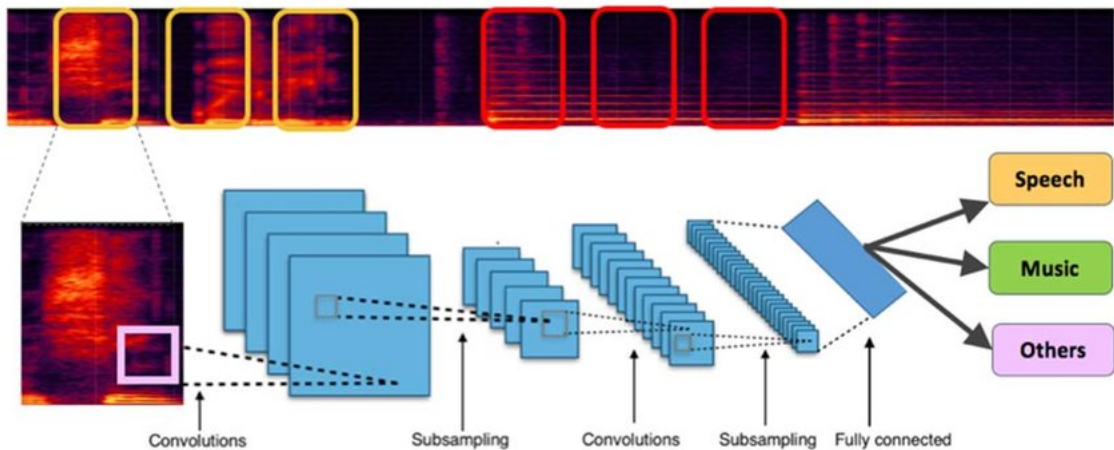 Speech
Music
Others
Convolutions
Subsampling
Convolutions
Subsampling
Fully connected